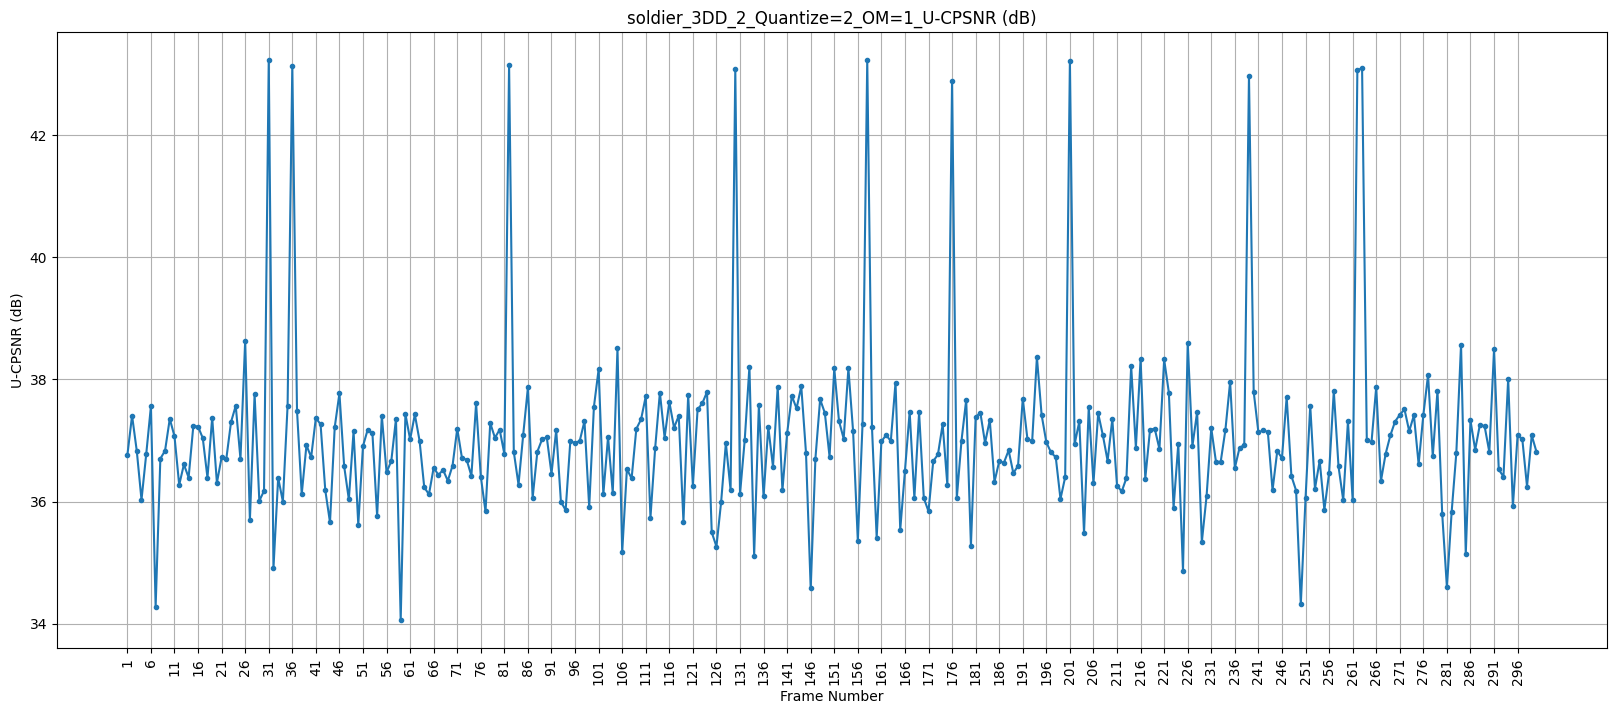 soldier_3DD_2_Quantize=2_OM=1_U-CPSNR (dB)
U-CPSNR (dB)
42
40
38
36
34
1 6 11 16 21 26 31 36 41 46 51 56 61 66 71 76 81 86 91 96 101 106 111 116 121 126 131 136 141 146 151 156 161 166 171 176 181 186 191 196 201 206 211 216 221 226 231 236 241 246 251 256 261 266 271 276 281 286 291 296
Frame Number